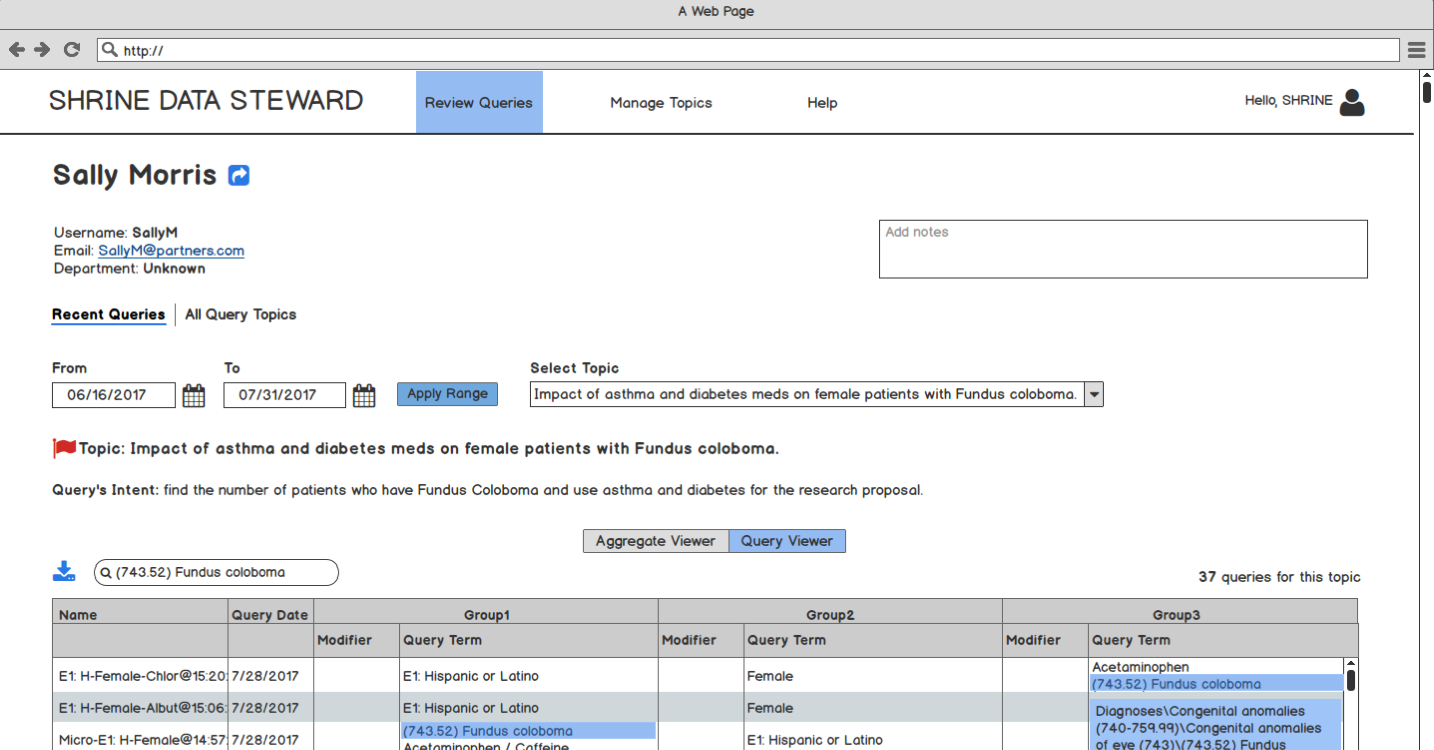 A Web Page
http://
SHRINE DATA STEWARD Review Queries Manage Topics Help Hello, SHRINE
Sally Morris
Username: SallyM
Email: SallyM@partners.com
Department: Unknown
Add notes
Recent Queries All Query Topics
From To Select Topic
06/16/2017 07/31/2017 Apply Range Impact of asthma and diabetes meds on female patients with Fundus coloboma.
Topic: Impact of asthma and diabetes meds on female patients with Fundus coloboma.
Query's Intent: find the number of patients who have Fundus Coloboma and use asthma and diabetes for the research proposal.
Aggregate Viewer Query Viewer
(743.52) Fundus coloboma
37 queries for this topic
Name Query Date Group1 Group2 Group3
Modifier Query Term Modifier Query Term Modifier Query Term
E1: H-Female-Chlor@15:20: 7/28/2017 E1: Hispanic or Latino Female Acetaminophen
(743.52) Fundus coloboma
E1: H-Female-Albut@15:06: 7/28/2017 E1: Hispanic or Latino Female
Diagnoses\Congenital anomalies
(740-759.99)\Congenital anomalies
of eye (743)\(743.52) Fundus
Micro-E1: H-Female@14:57: 7/28/2017 (743.52) Fundus coloboma
Acetaminophen / Caffeine
E1: Hispanic or Latino